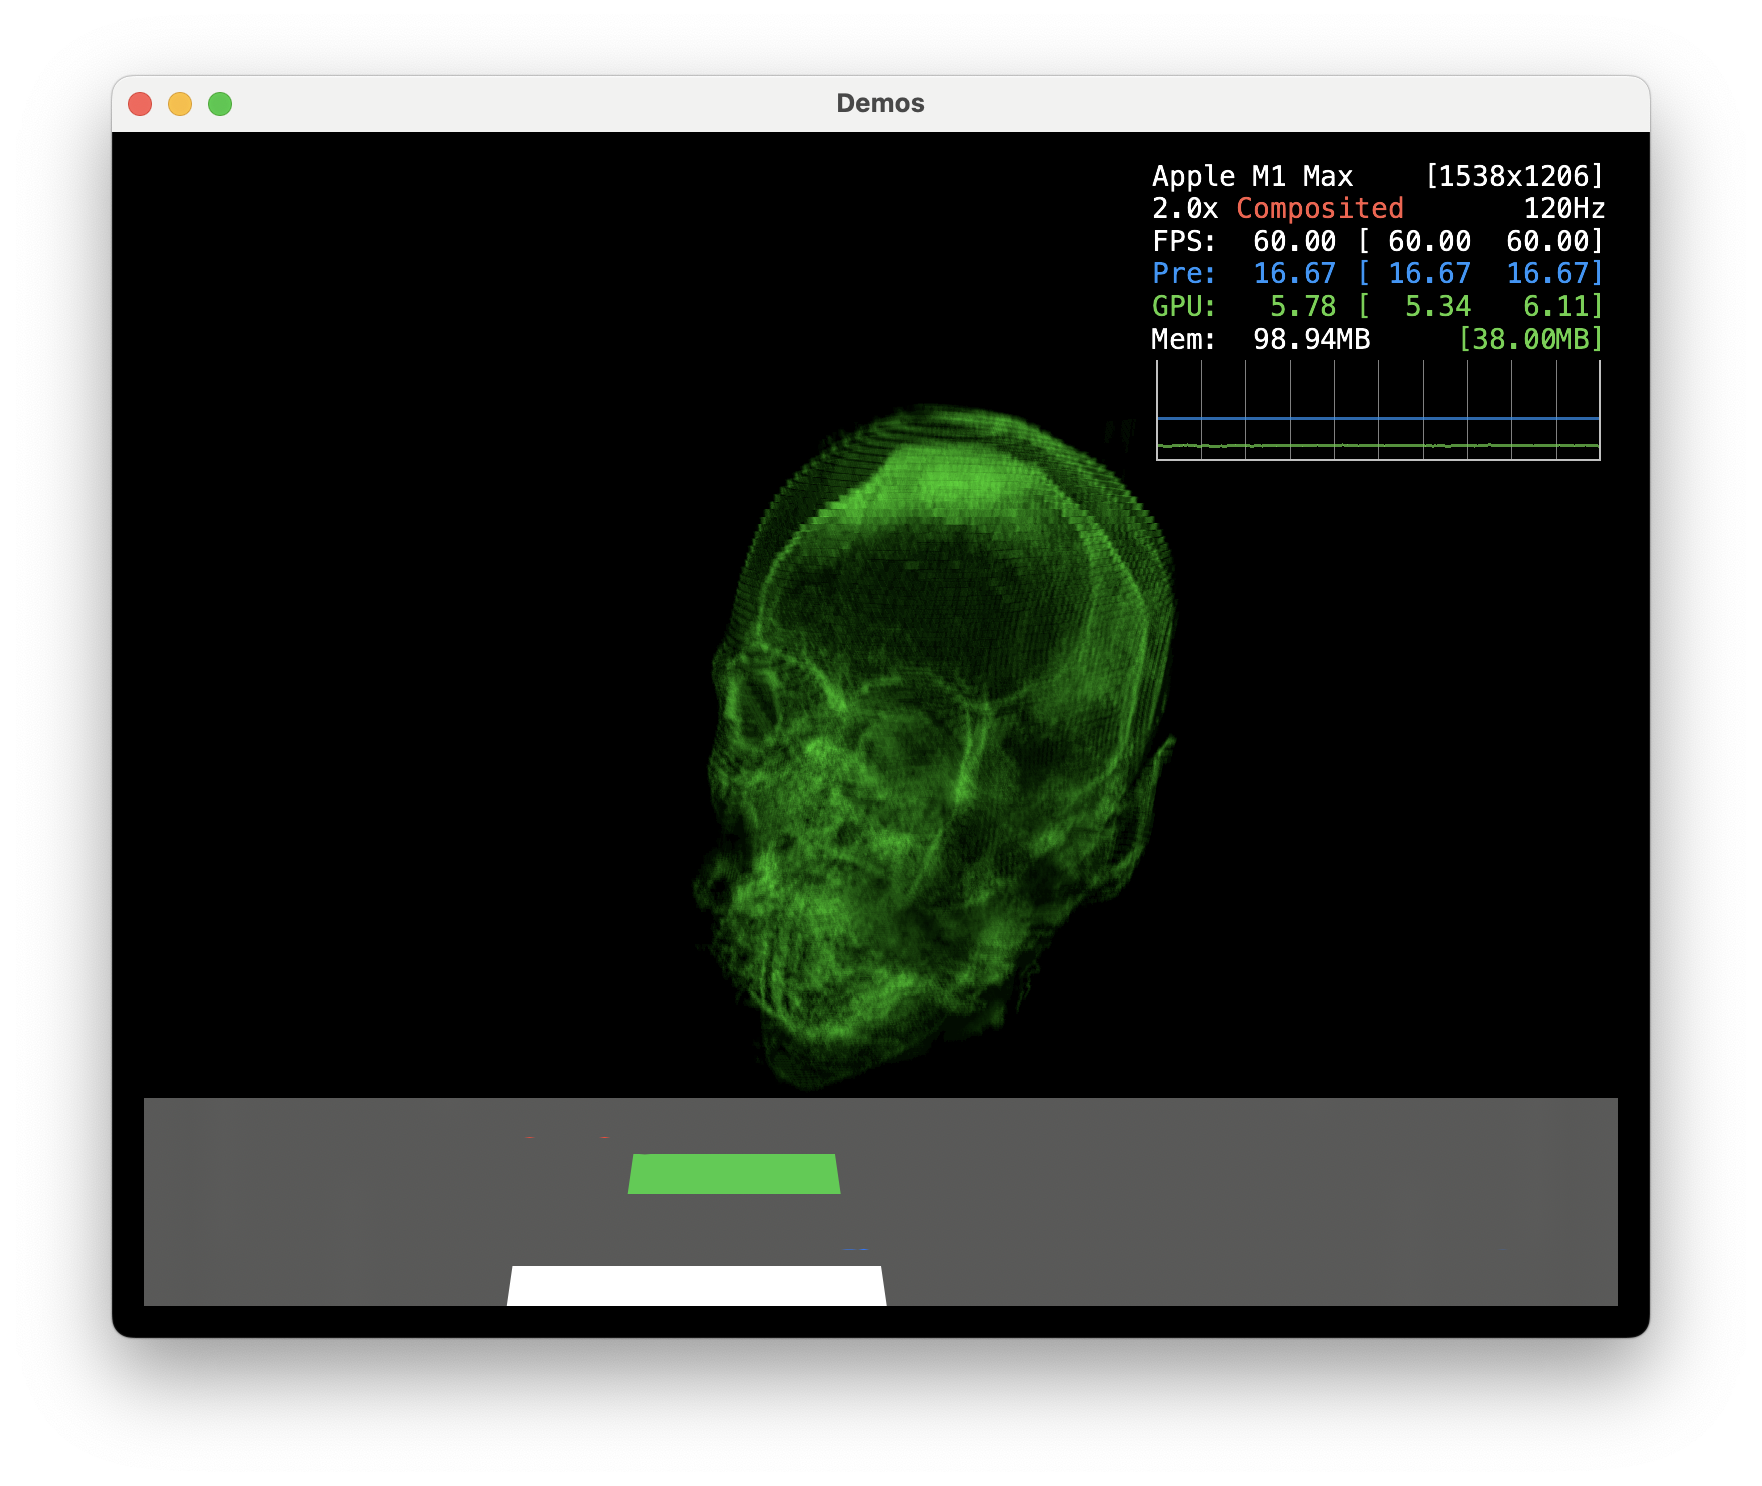 Demos
Apple M1 Max [1538x1206]
2.0x Composited 120Hz
FPS: 60.00 [ 60.00 60.00]
Pre: 16.67 [ 16.67 16.67]
GPU: 5.78 [ 5.34 6.11]
Mem: 98.94MB [38.00MB]